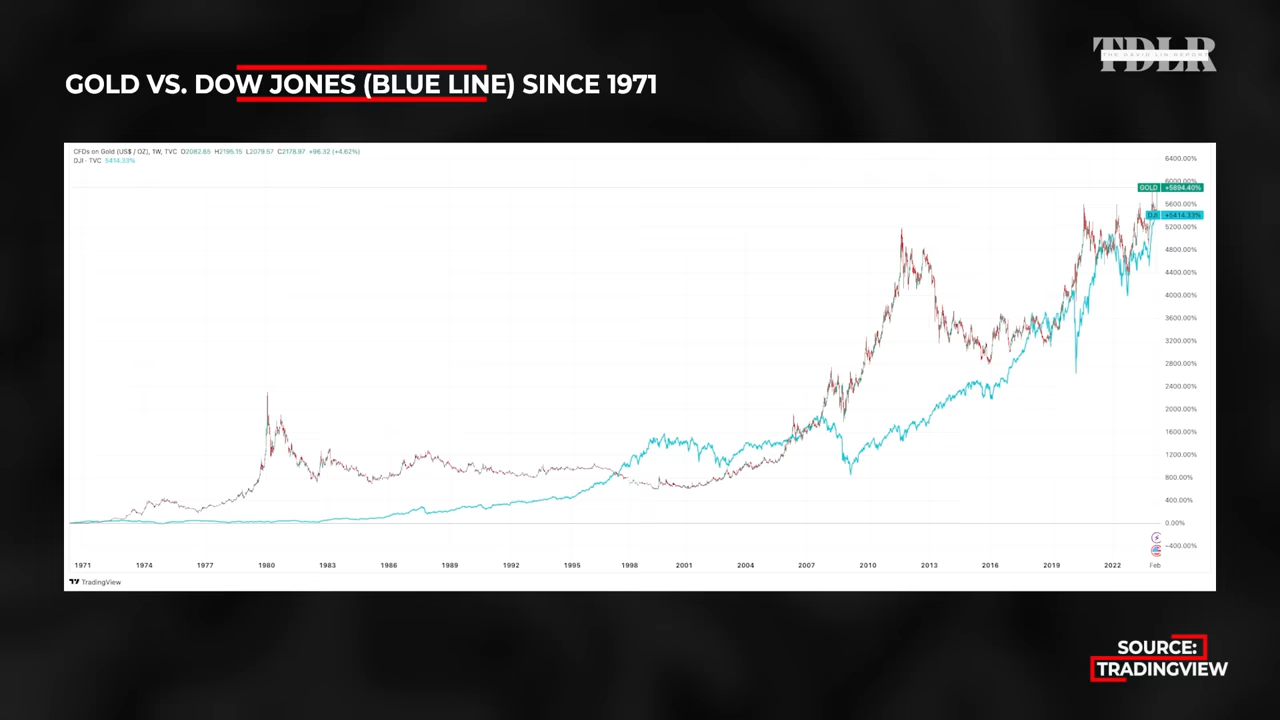 TDLR
THE DAVID LIN REPORT
GOLD VS. DOW JONES (BLUE LINE) SINCE 1971
CFDs on Gold (US$ / OZ), 1W, TVC O2082.65 H2195.15 L2079.57 C2178.97 +96.32 (+4.62%)
DJI · TVC 5414.33%
6400.00%
6000.00%
GOLD +5894.40%
5600.00%
DJI +5414.33%
5200.00%
4800.00%
4400.00%
4000.00%
3600.00%
3200.00%
2800.00%
2400.00%
2000.00%
1600.00%
1200.00%
800.00%
400.00%
0.00%
−400.00%
1971 1974 1977 1980 1983 1986 1989 1992 1995 1998 2001 2004 2007 2010 2013 2016 2019 2022 Feb
TradingView
SOURCE:
TRADINGVIEW